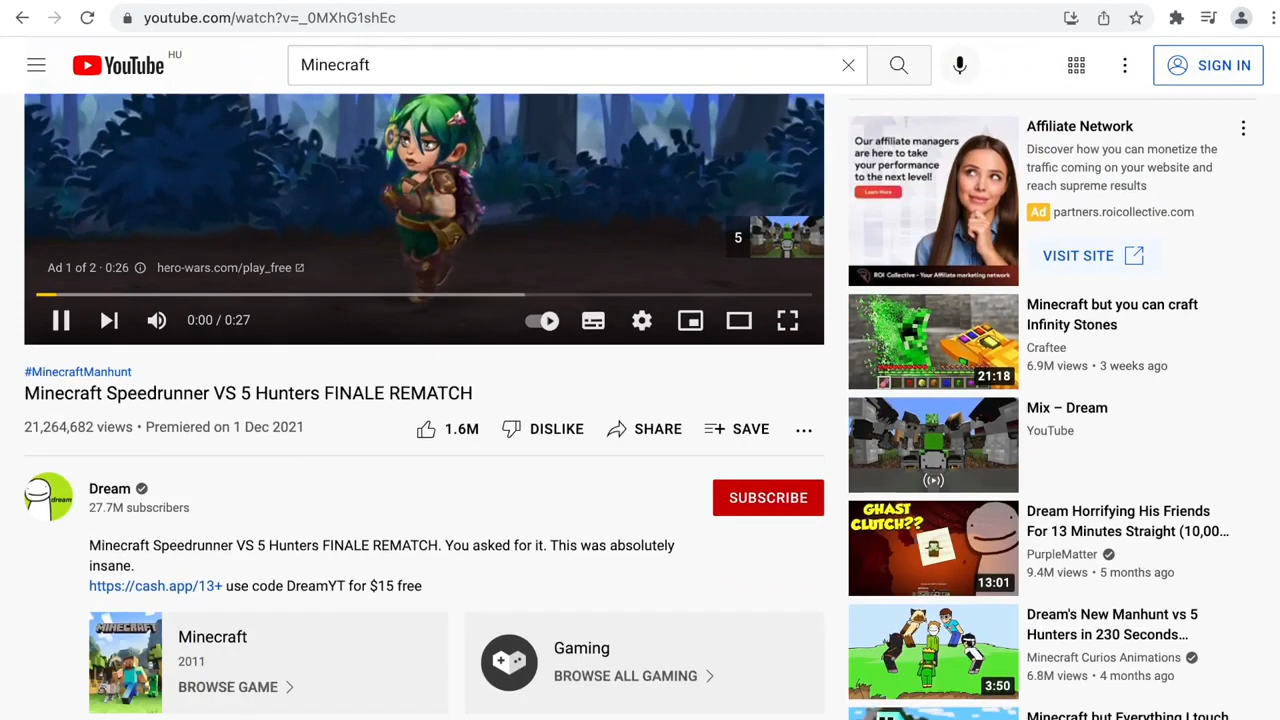 youtube.com/watch?v=_0MXhG1shEc
YouTube HU
Minecraft
SIGN IN
5
Ad 1 of 2 · 0:26 hero-wars.com/play_free
0:00 / 0:27
#MinecraftManhunt
Minecraft Speedrunner VS 5 Hunters FINALE REMATCH
21,264,682 views • Premiered on 1 Dec 2021
1.6M DISLIKE SHARE SAVE
Dream
27.7M subscribers
SUBSCRIBE
Minecraft Speedrunner VS 5 Hunters FINALE REMATCH. You asked for it. This was absolutely
insane.
https://cash.app/13+ use code DreamYT for $15 free
MINECRAFT
Minecraft
2011
BROWSE GAME
Gaming
BROWSE ALL GAMING
Our affiliate managers
are here to take
your performance
to the next level!
Learn More
ROI Collective - Your Affiliate marketing network
Affiliate Network
Discover how you can monetize the
traffic coming on your website and
reach supreme results
Ad partners.roicollective.com
VISIT SITE
21:18
Minecraft but you can craft
Infinity Stones
Craftee
6.9M views • 3 weeks ago
Mix – Dream
YouTube
GHAST
CLUTCH??
13:01
Dream Horrifying His Friends
For 13 Minutes Straight (10,00...
PurpleMatter
9.4M views • 5 months ago
3:50
Dream's New Manhunt vs 5
Hunters in 230 Seconds...
Minecraft Curios Animations
6.8M views • 4 months ago
Minecraft but Everything I touch